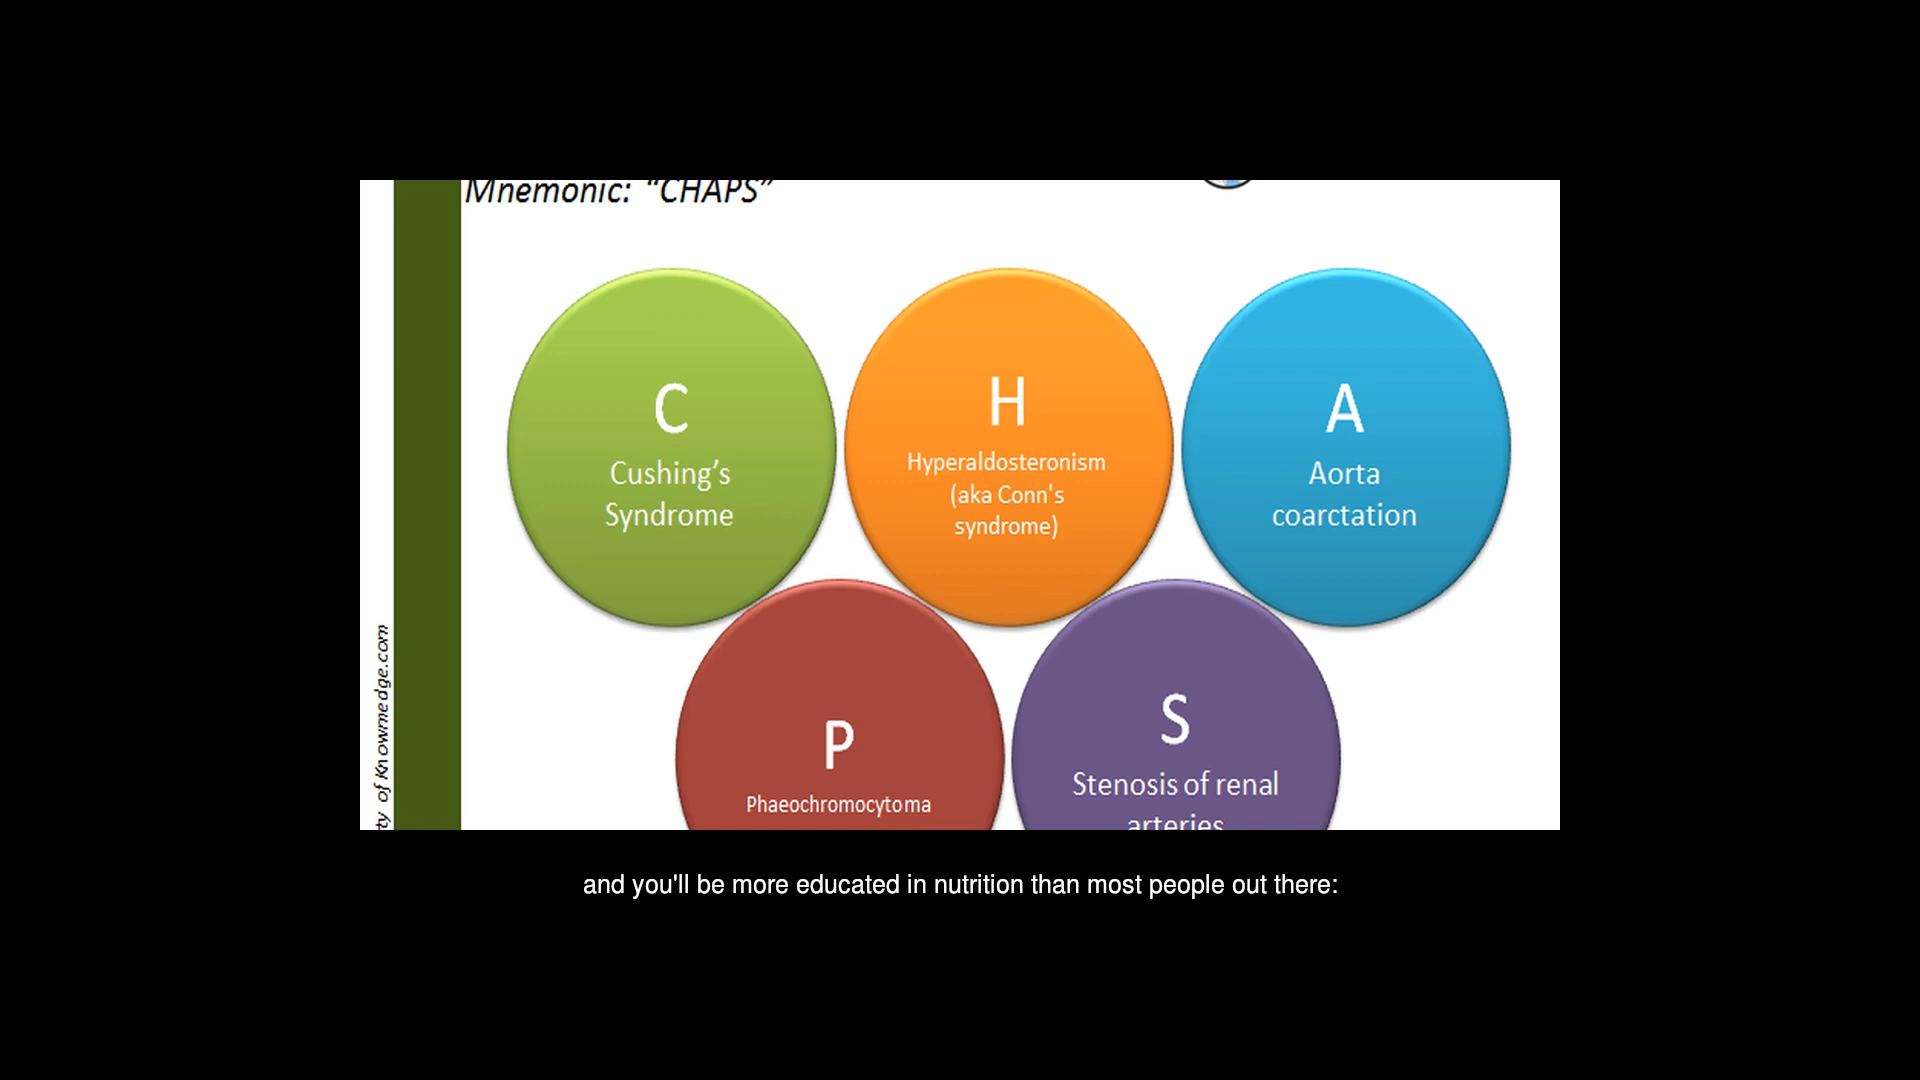 Mnemonic: “CHAPS”
C
Cushing’s
Syndrome
H
Hyperaldosteronism
(aka Conn's
syndrome)
A
Aorta
coarctation
P
Phaeochromocytoma
S
Stenosis of renal
arteries
of Knowmedge.com
and you'll be more educated in nutrition than most people out there: